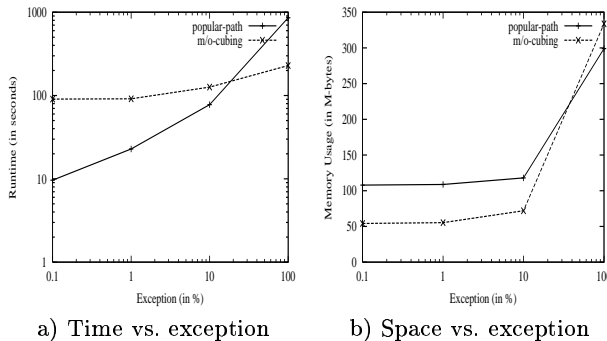 1000
100
10
1
0.1
1
10
100
Runtime (in seconds)
Exception (in %)
popular-path
m/o-cubing
a) Time vs. exception
350
300
250
200
150
100
50
0
0.1
1
10
100
Memory Usage (in M-bytes)
Exception (in %)
popular-path
m/o-cubing
b) Space vs. exception